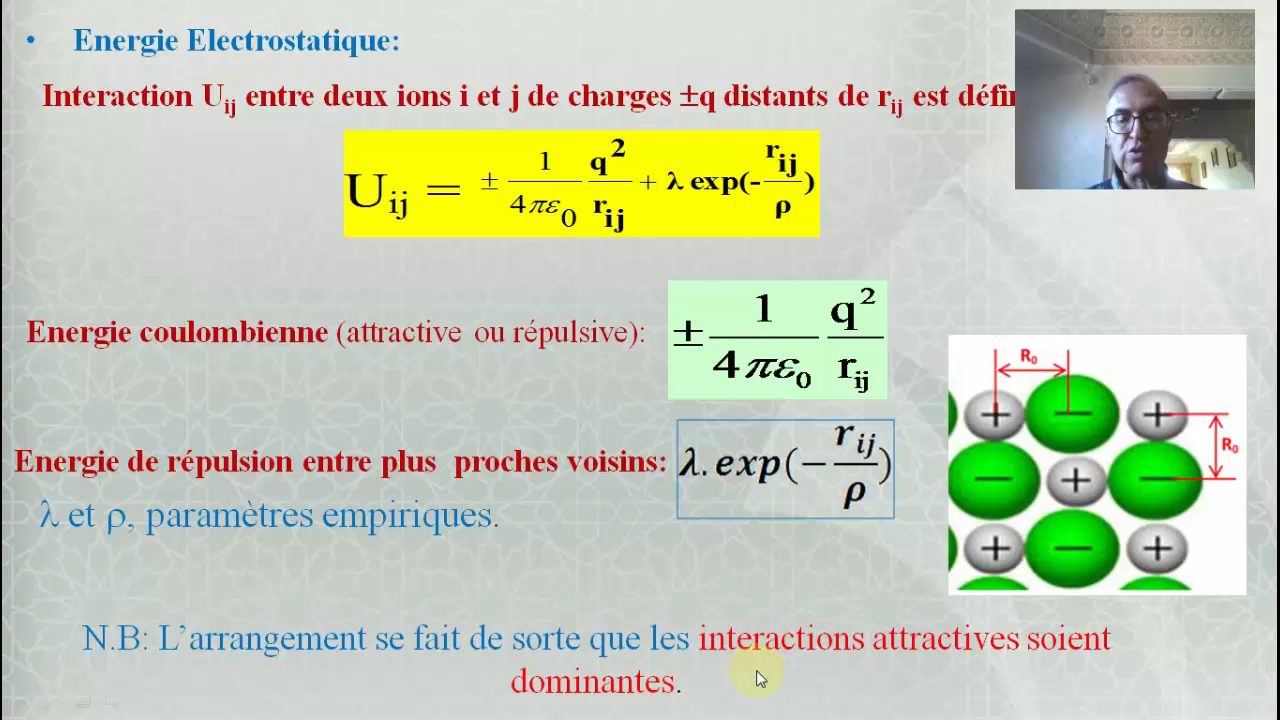 • Energie Electrostatique:
Interaction Uij entre deux ions i et j de charges ±q distants de rij est défin
Uij = ± 1/4πε0 q²/rij + λ exp(-rij/ρ)
Energie coulombienne (attractive ou répulsive): ± 1/4πε0 q²/rij
R₀
+ − +
R₀
Energie de répulsion entre plus proches voisins: λ.exp(−rij/ρ)
− + −
λ et ρ, paramètres empiriques.
+ − +
N.B: L’arrangement se fait de sorte que les interactions attractives soient
dominantes.